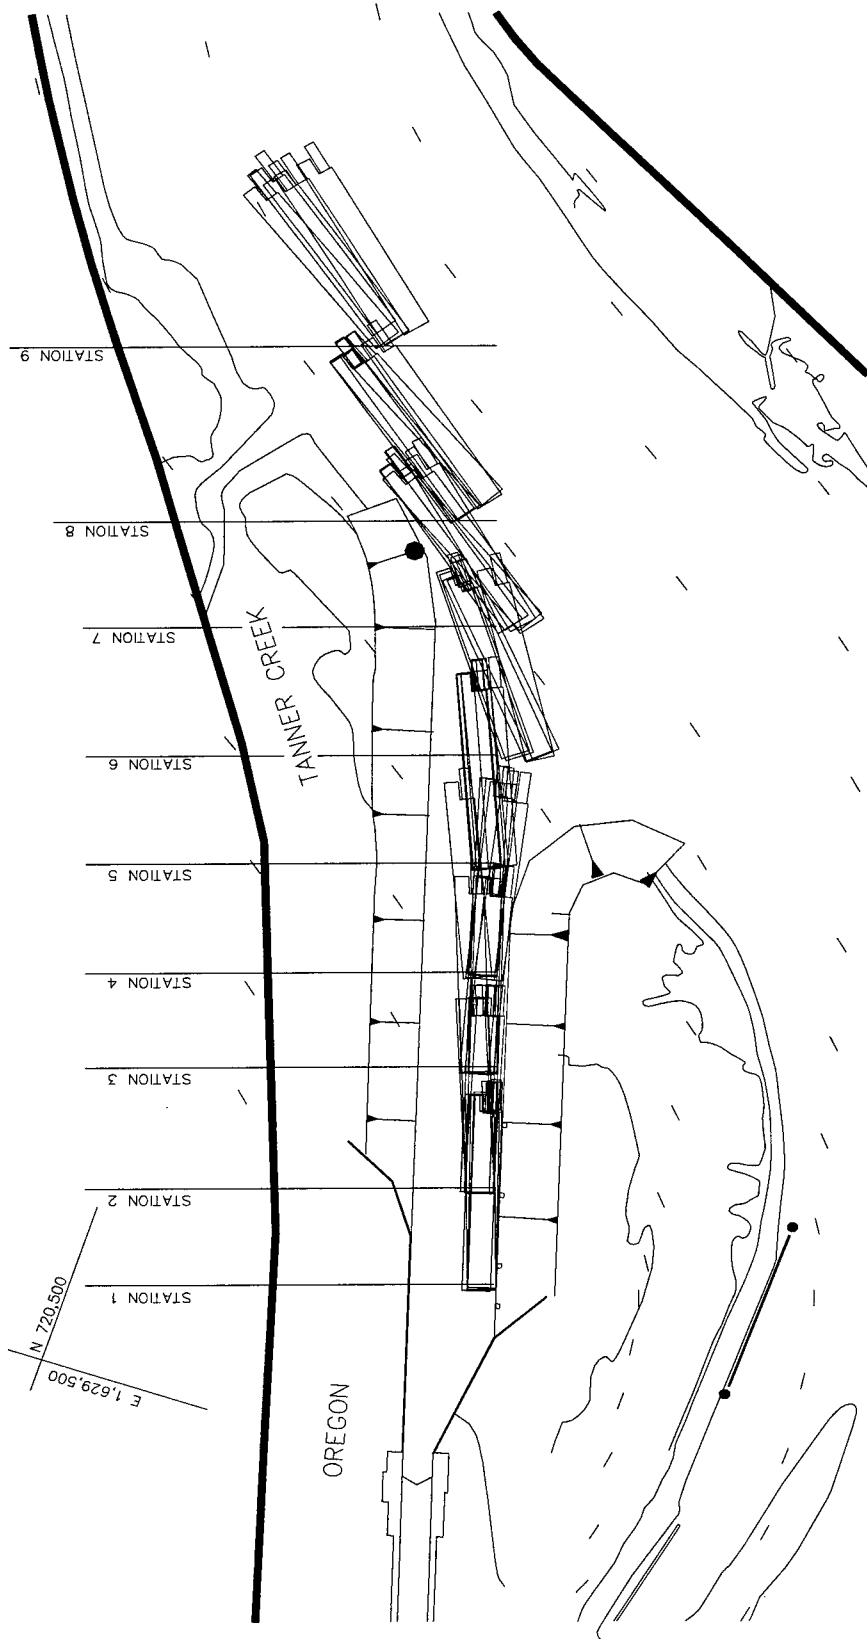 STATION 9
STATION 8
STATION 7
TANNER CREEK
STATION 6
STATION 5
STATION 4
STATION 3
STATION 2
STATION 1
N 720,500
E 1,629,500
OREGON